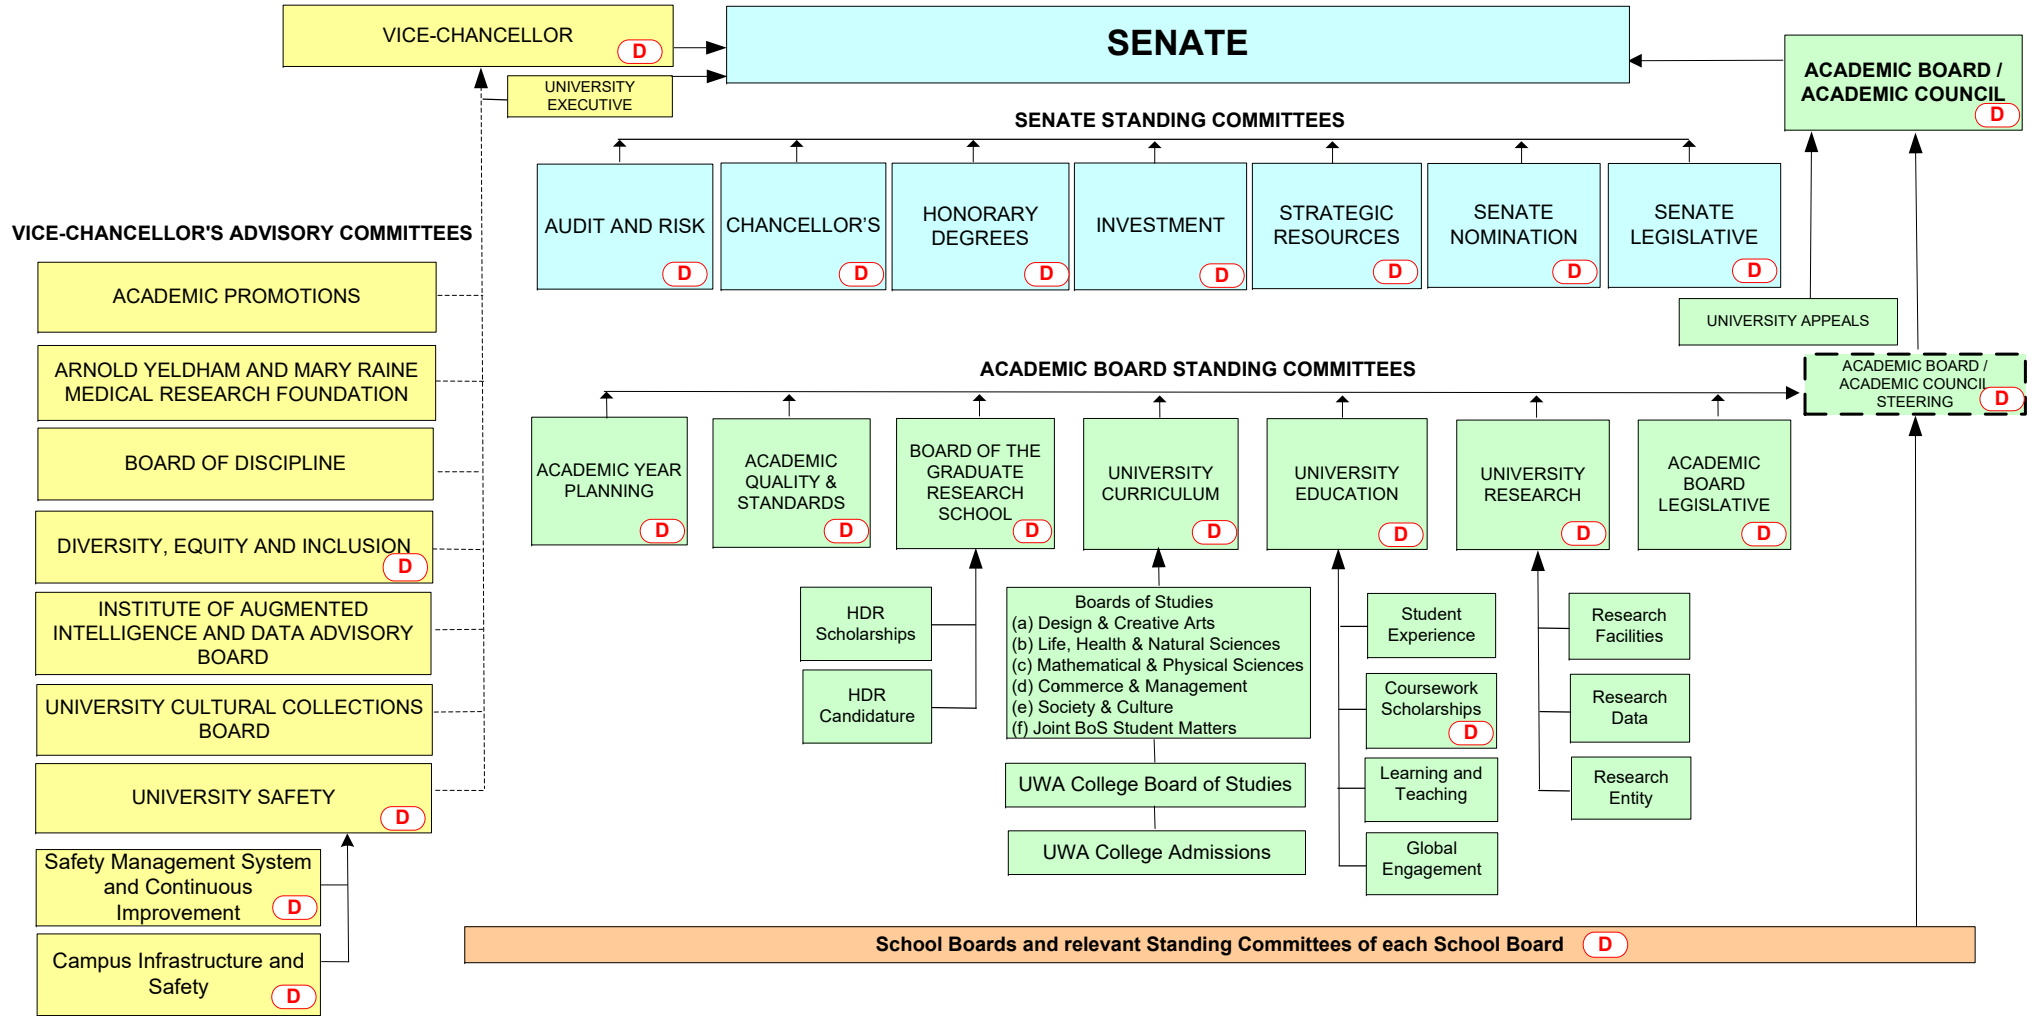 VICE-CHANCELLOR
D
SENATE
UNIVERSITY
EXECUTIVE
ACADEMIC BOARD /
ACADEMIC COUNCIL
D
SENATE STANDING COMMITTEES
AUDIT AND RISK
D
CHANCELLOR'S
D
HONORARY
DEGREES
D
INVESTMENT
D
STRATEGIC
RESOURCES
D
SENATE
NOMINATION
D
SENATE
LEGISLATIVE
D
VICE-CHANCELLOR'S ADVISORY COMMITTEES
ACADEMIC PROMOTIONS
ARNOLD YELDHAM AND MARY RAINE
MEDICAL RESEARCH FOUNDATION
BOARD OF DISCIPLINE
DIVERSITY, EQUITY AND INCLUSION
D
INSTITUTE OF AUGMENTED
INTELLIGENCE AND DATA ADVISORY
BOARD
UNIVERSITY CULTURAL COLLECTIONS
BOARD
UNIVERSITY SAFETY
D
Safety Management System
and Continuous
Improvement
D
Campus Infrastructure and
Safety
D
UNIVERSITY APPEALS
ACADEMIC BOARD /
ACADEMIC COUNCIL
STEERING
D
ACADEMIC BOARD STANDING COMMITTEES
ACADEMIC YEAR
PLANNING
D
ACADEMIC
QUALITY &
STANDARDS
D
BOARD OF THE
GRADUATE
RESEARCH
SCHOOL
D
UNIVERSITY
CURRICULUM
D
UNIVERSITY
EDUCATION
D
UNIVERSITY
RESEARCH
D
ACADEMIC
BOARD
LEGISLATIVE
D
HDR
Scholarships
HDR
Candidature
Boards of Studies
(a) Design & Creative Arts
(b) Life, Health & Natural Sciences
(c) Mathematical & Physical Sciences
(d) Commerce & Management
(e) Society & Culture
(f) Joint BoS Student Matters
UWA College Board of Studies
UWA College Admissions
Student
Experience
Coursework
Scholarships
D
Learning and
Teaching
Global
Engagement
Research
Facilities
Research
Data
Research
Entity
School Boards and relevant Standing Committees of each School Board D